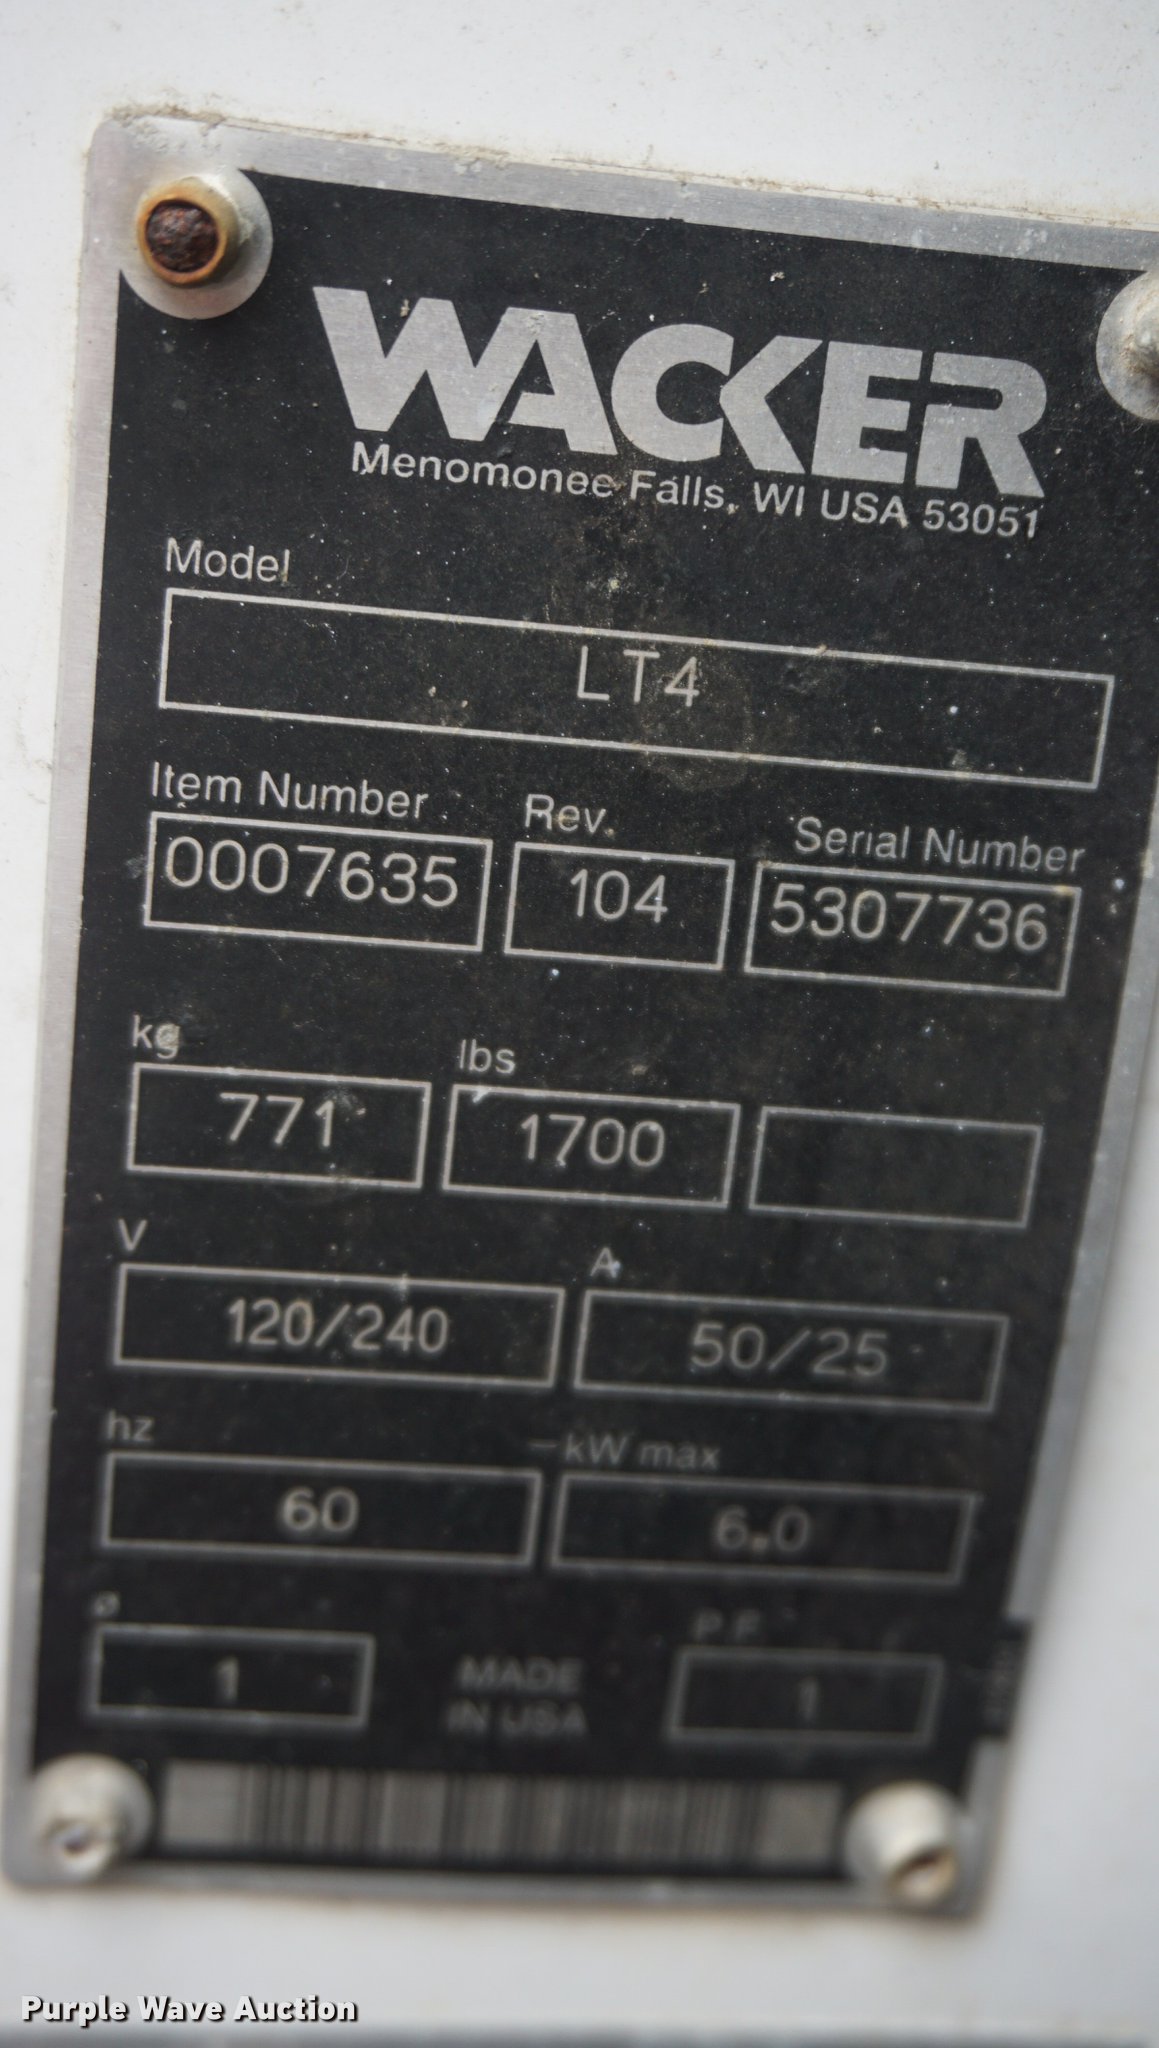 WACKER
Menomonee Falls, WI USA 53051
Model
LT4
Item Number Rev. Serial Number
0007635 104 5307736
kg lbs
771 1700
V A
120/240 50/25
hz kW max
60 6.0
ø P.F.
1 MADE IN USA 1
Purple Wave Auction